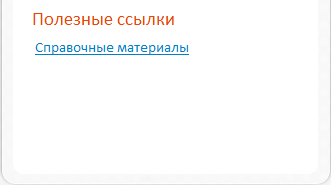 Полезные ссылки
Справочные материалы